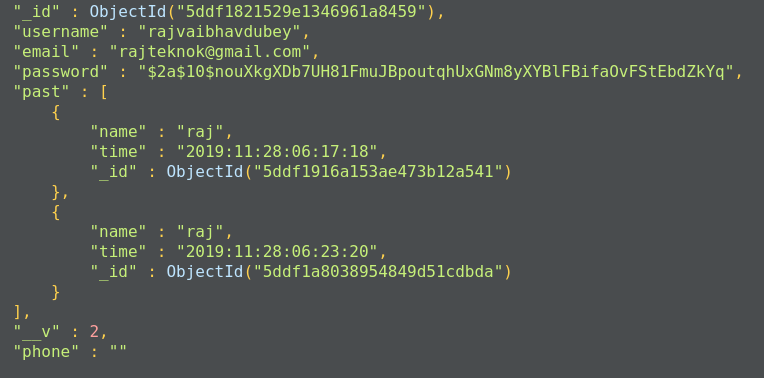 "_id" : ObjectId("5ddf1821529e1346961a8459"),
"username" : "rajvaibhavdubey",
"email" : "rajteknok@gmail.com",
"password" : "$2a$10$nouXkgXDb7UH81FmuJBpoutqhUxGNm8yXYBlFBifaOvFStEbdZkYq",
"past" : [
{
"name" : "raj",
"time" : "2019:11:28:06:17:18",
"_id" : ObjectId("5ddf1916a153ae473b12a541")
},
{
"name" : "raj",
"time" : "2019:11:28:06:23:20",
"_id" : ObjectId("5ddf1a8038954849d51cdbda")
}
],
"__v" : 2,
"phone" : ""